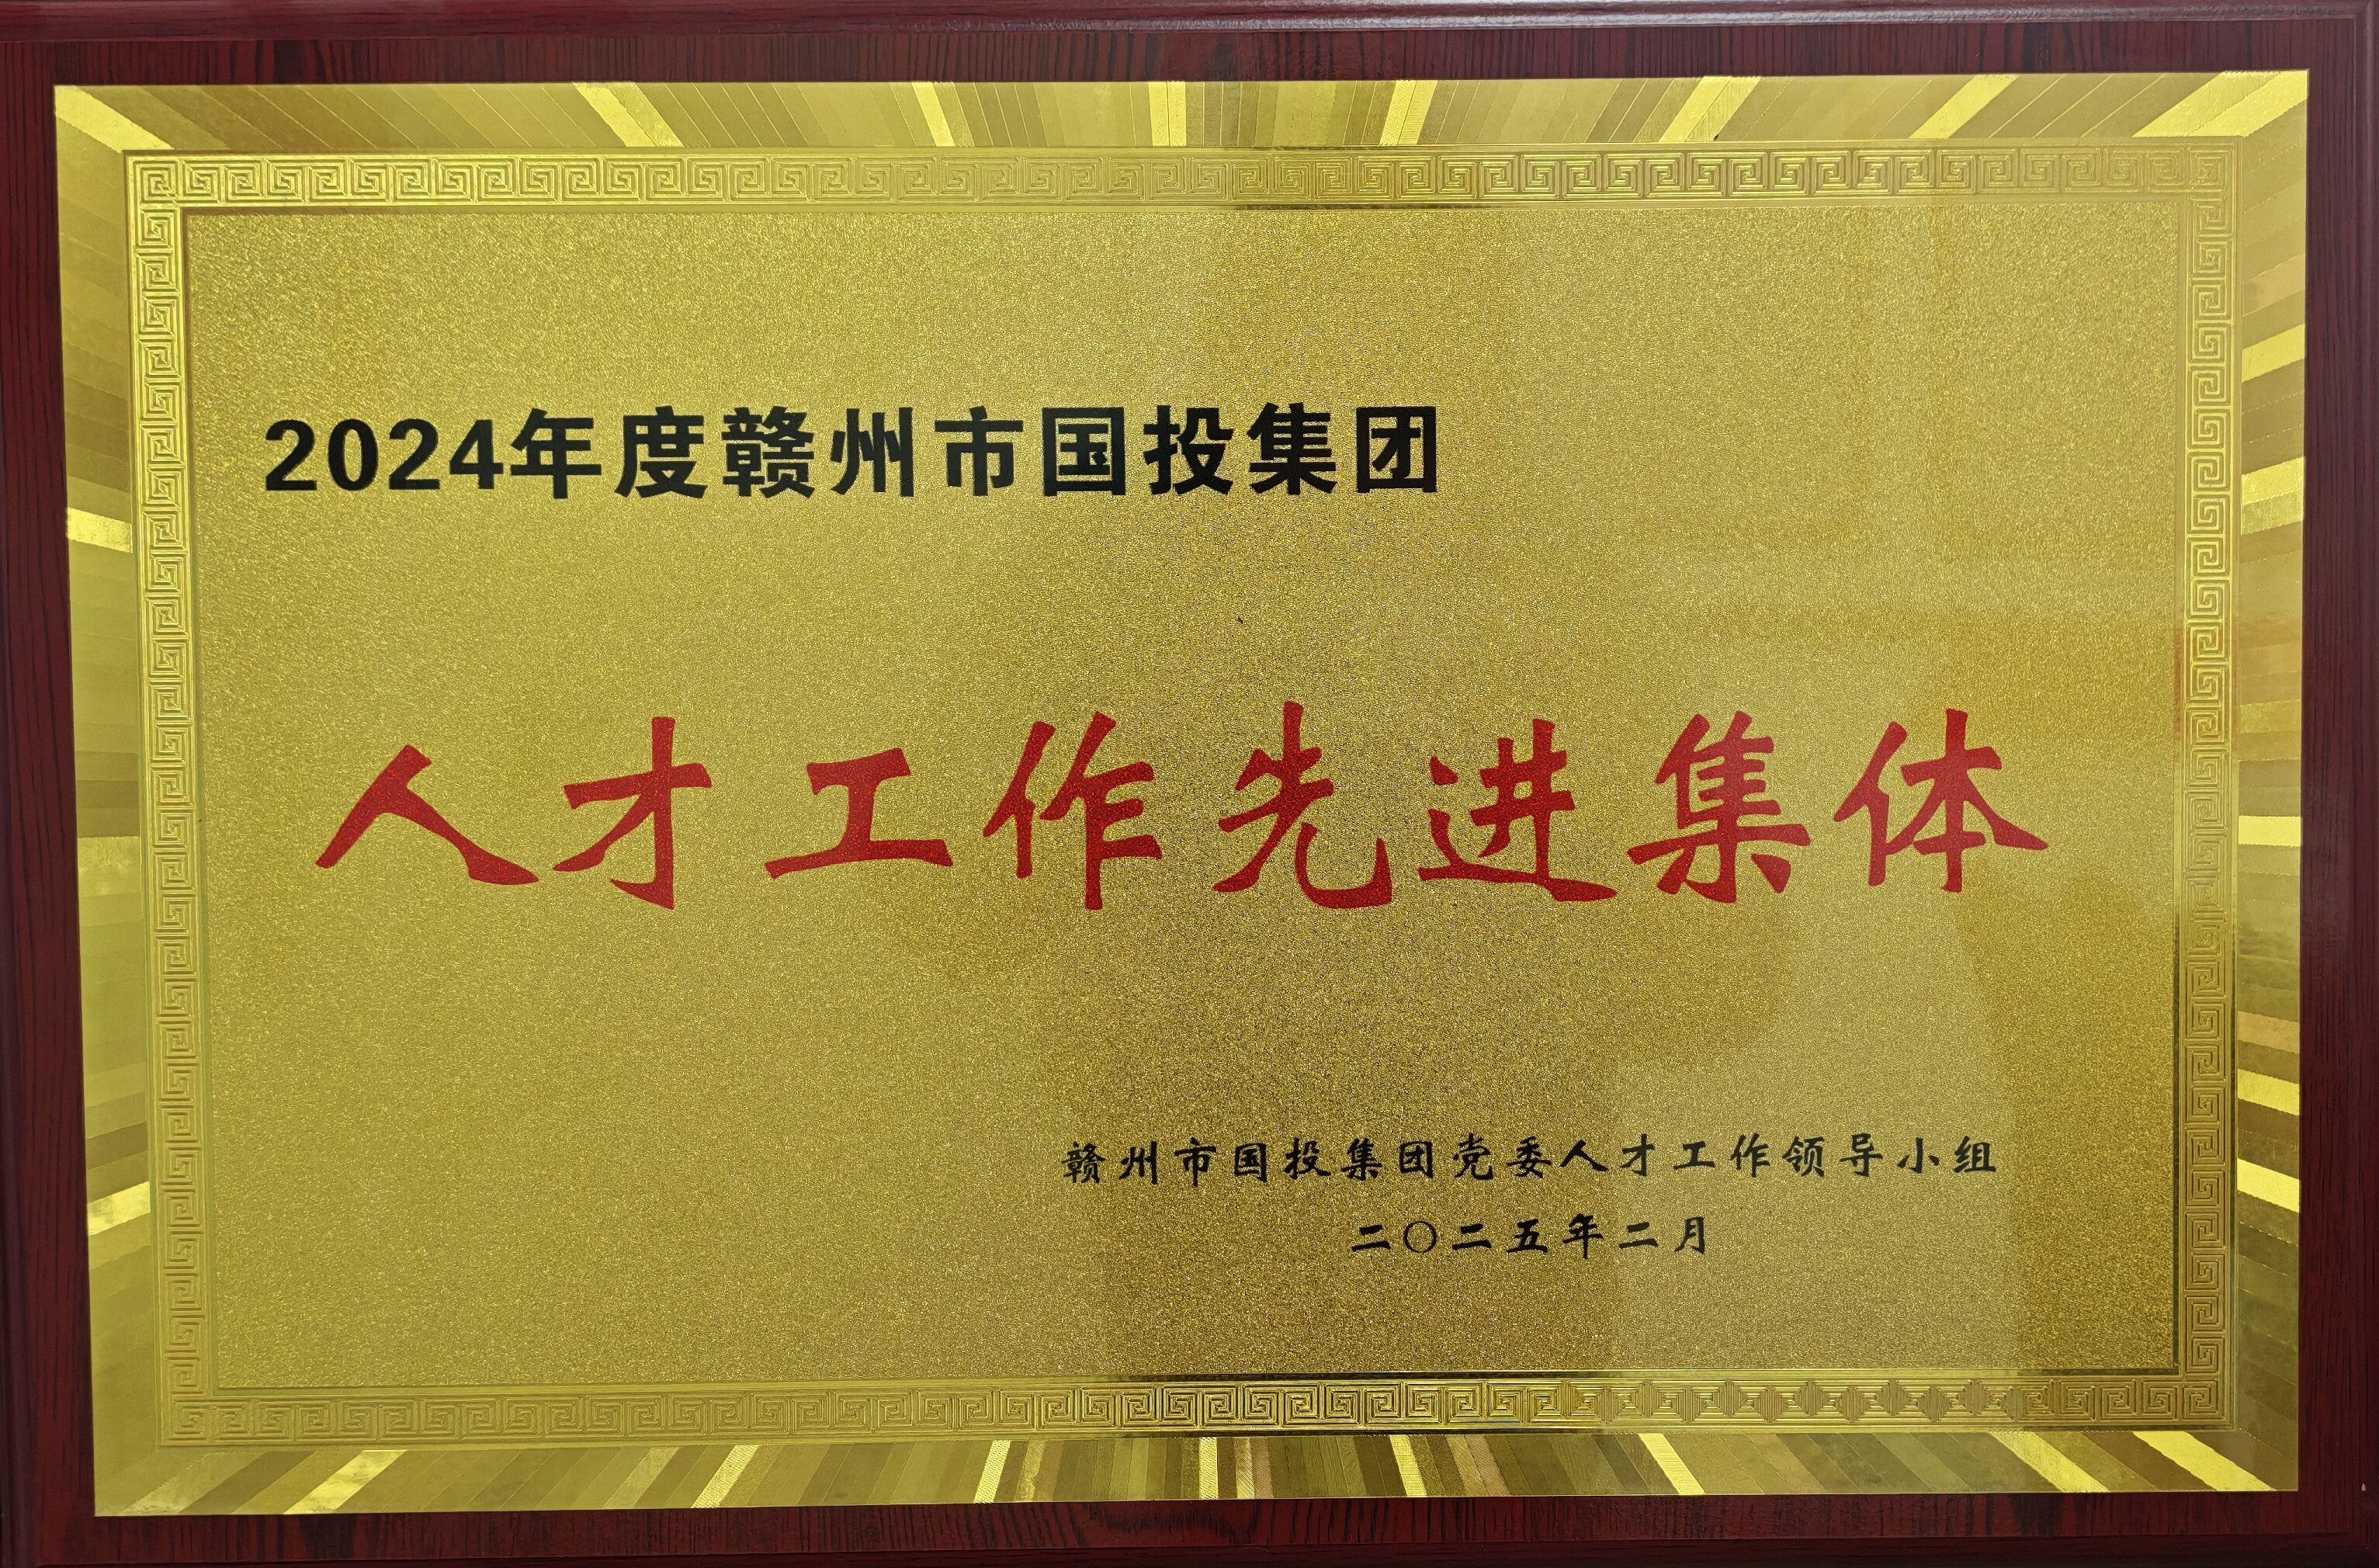 2024年度赣州市国投集团
人才工作先进集体
赣州市国投集团党委人才工作领导小组
二〇二五年二月